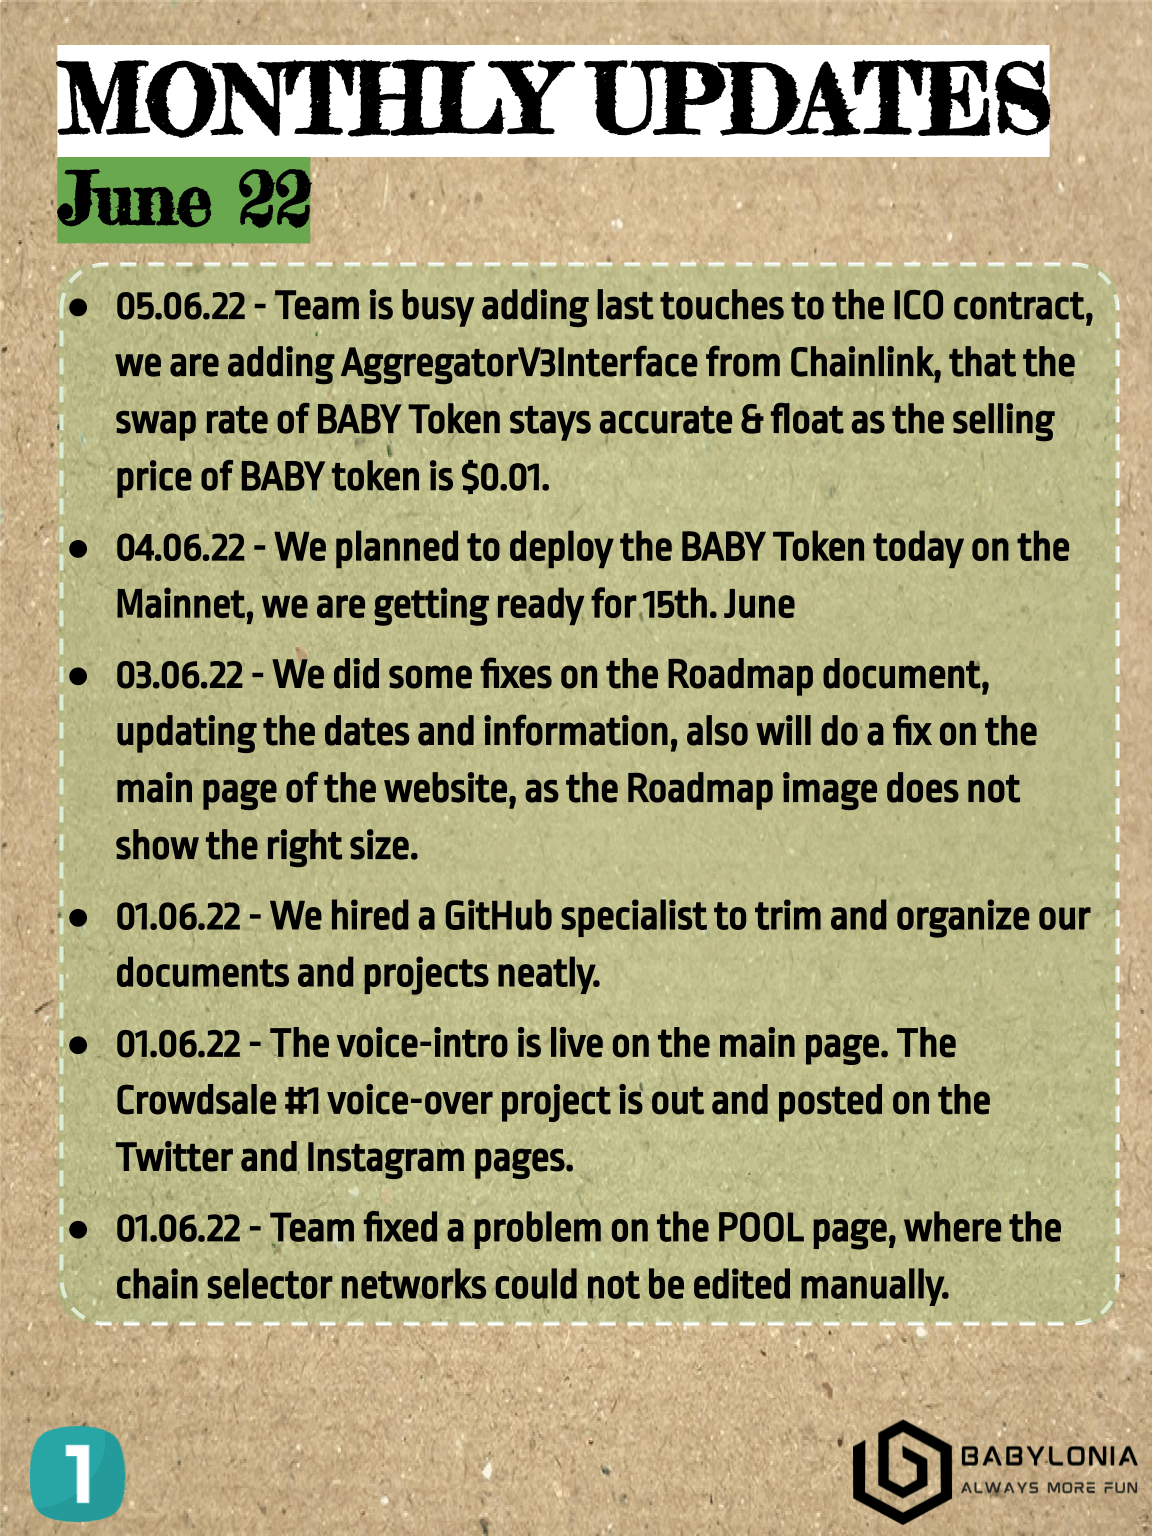 MONTHLY UPDATES
June 22
● 05.06.22 - Team is busy adding last touches to the ICO contract,
we are adding AggregatorV3Interface from Chainlink, that the
swap rate of BABY Token stays accurate & float as the selling
price of BABY token is $0.01.
● 04.06.22 - We planned to deploy the BABY Token today on the
Mainnet, we are getting ready for 15th. June
● 03.06.22 - We did some fixes on the Roadmap document,
updating the dates and information, also will do a fix on the
main page of the website, as the Roadmap image does not
show the right size.
● 01.06.22 - We hired a GitHub specialist to trim and organize our
documents and projects neatly.
● 01.06.22 - The voice-intro is live on the main page. The
Crowdsale #1 voice-over project is out and posted on the
Twitter and Instagram pages.
● 01.06.22 - Team fixed a problem on the POOL page, where the
chain selector networks could not be edited manually.
1
BABYLONIA
ALWAYS MORE FUN